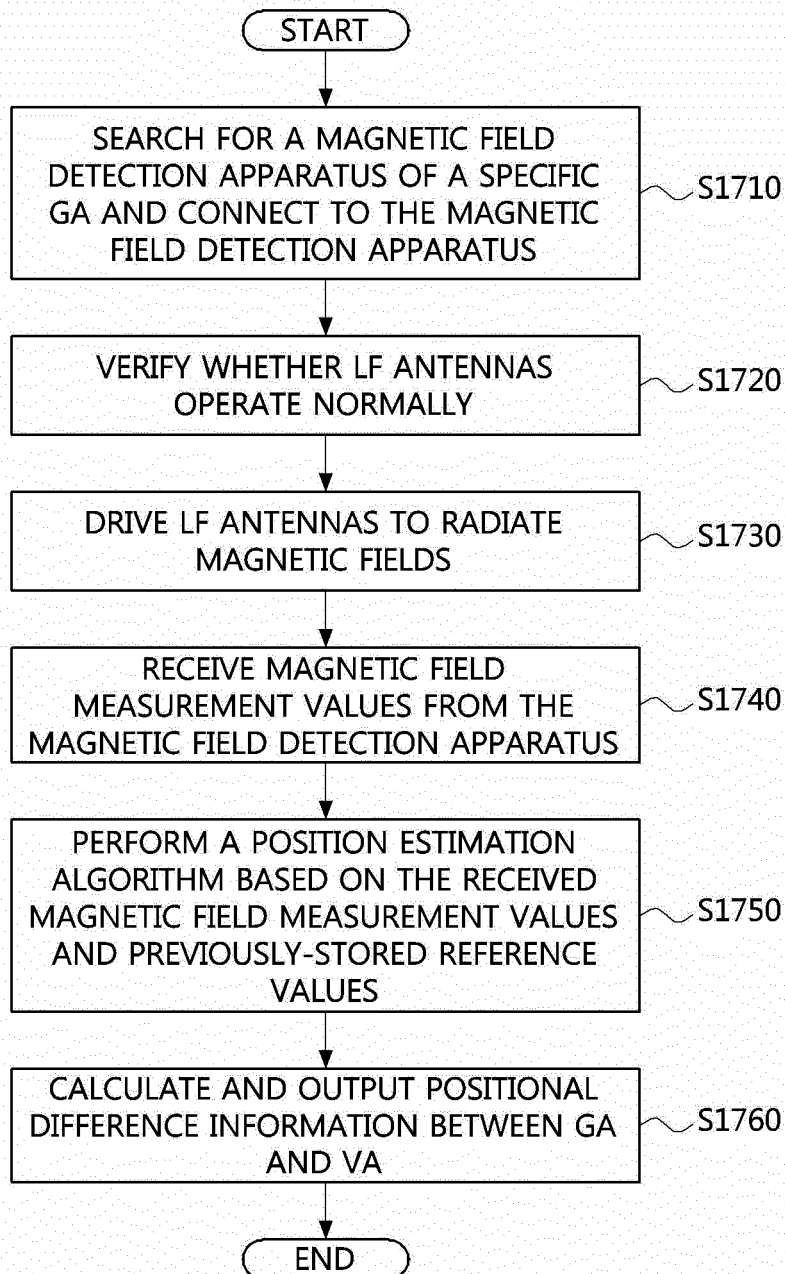 START
SEARCH FOR A MAGNETIC FIELD
DETECTION APPARATUS OF A SPECIFIC
GA AND CONNECT TO THE MAGNETIC
FIELD DETECTION APPARATUS
S1710
VERIFY WHETHER LF ANTENNAS
OPERATE NORMALLY
S1720
DRIVE LF ANTENNAS TO RADIATE
MAGNETIC FIELDS
S1730
RECEIVE MAGNETIC FIELD
MEASUREMENT VALUES FROM THE
MAGNETIC FIELD DETECTION APPARATUS
S1740
PERFORM A POSITION ESTIMATION
ALGORITHM BASED ON THE RECEIVED
MAGNETIC FIELD MEASUREMENT VALUES
AND PREVIOUSLY-STORED REFERENCE
VALUES
S1750
CALCULATE AND OUTPUT POSITIONAL
DIFFERENCE INFORMATION BETWEEN GA
AND VA
S1760
END